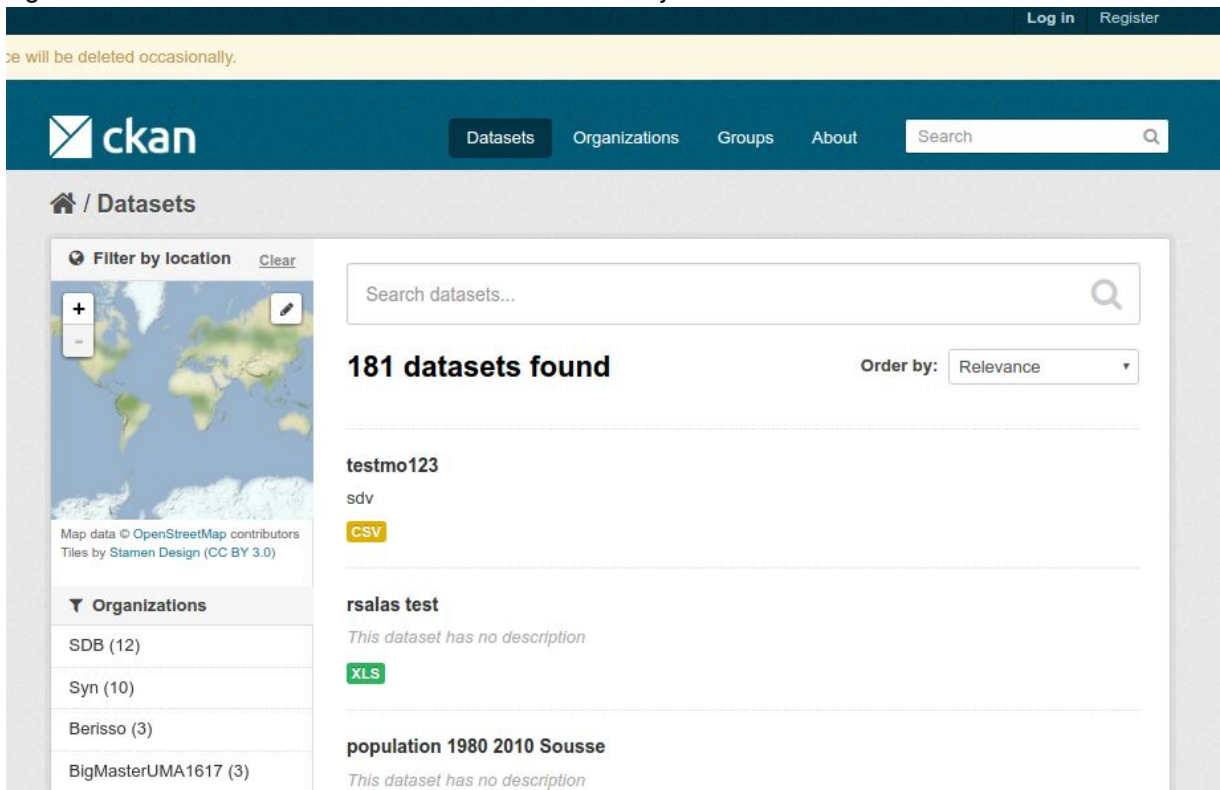 Log in Register
ce will be deleted occasionally.
ckan
Datasets Organizations Groups About Search
/ Datasets
Filter by location Clear
+
-
Map data © OpenStreetMap contributors
Tiles by Stamen Design (CC BY 3.0)
Organizations
SDB (12)
Syn (10)
Berisso (3)
BigMasterUMA1617 (3)
Search datasets...
181 datasets found
Order by: Relevance
testmo123
sdv
CSV
rsalas test
This dataset has no description
XLS
population 1980 2010 Sousse
This dataset has no description